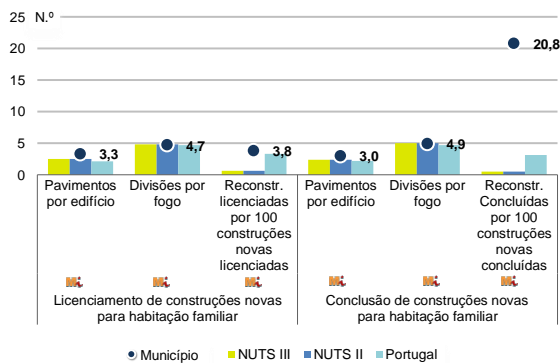 25 N.º
20
15
10
5
0
20,8
3,3
4,7
3,8
3,0
4,9
Pavimentos
por edifício
Divisões por
fogo
Reconstr.
licenciadas
por 100
construções
novas
licenciadas
Pavimentos
por edifício
Divisões por
fogo
Reconstr.
Concluídas
por 100
construções
novas
concluídas
Licenciamento de construções novas
para habitação familiar
Conclusão de construções novas
para habitação familiar
Município NUTS III NUTS II Portugal